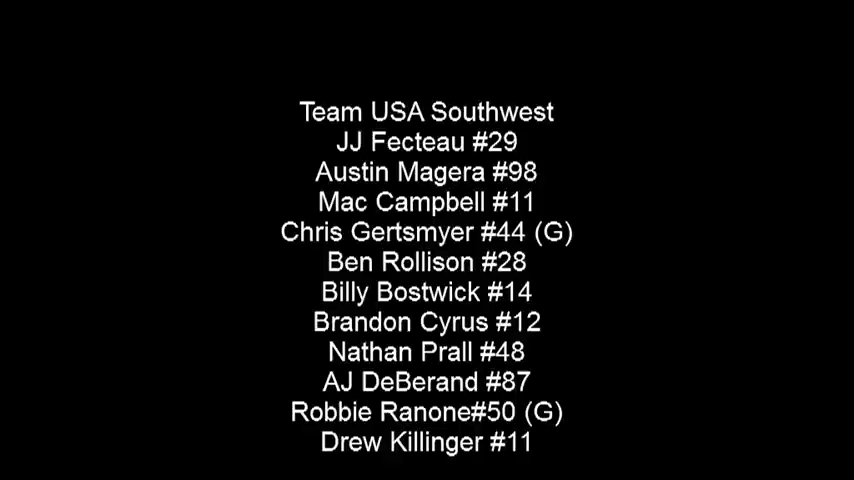 Team USA Southwest
JJ Fecteau #29
Austin Magera #98
Mac Campbell #11
Chris Gertsmyer #44 (G)
Ben Rollison #28
Billy Bostwick #14
Brandon Cyrus #12
Nathan Prall #48
AJ DeBerand #87
Robbie Ranone#50 (G)
Drew Killinger #11